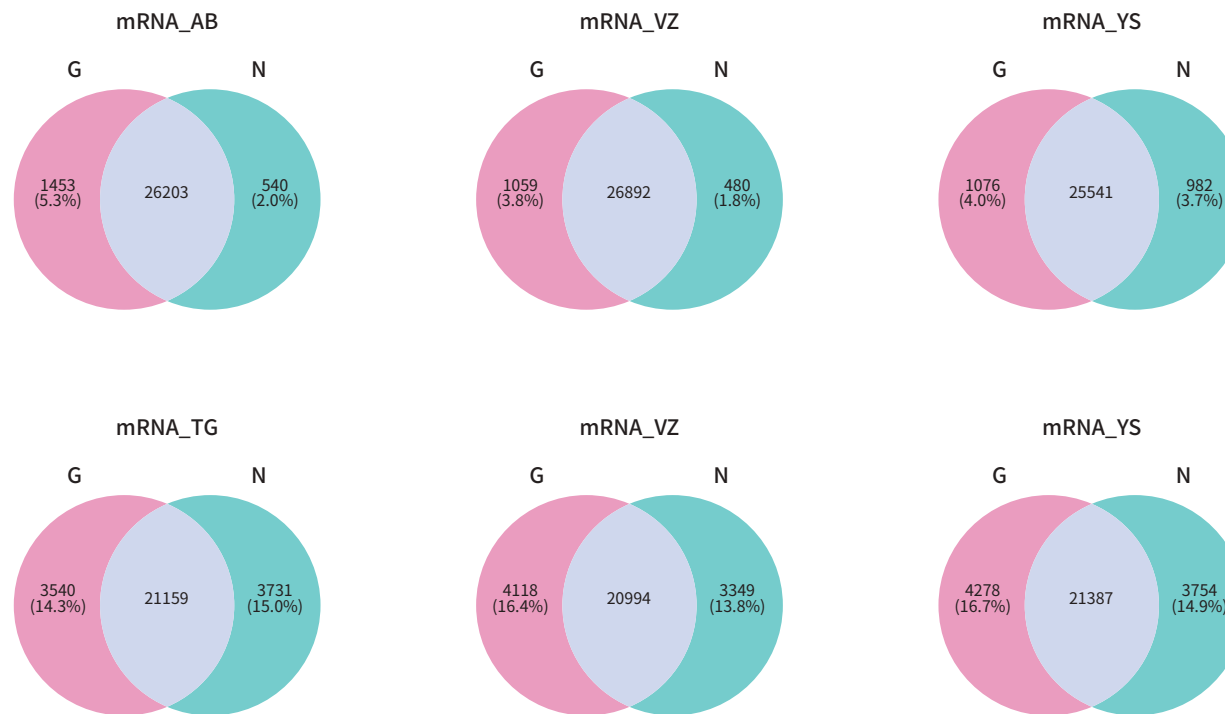 mRNA_AB
G
N
1453
(5.3%)
26203
540
(2.0%)
mRNA_VZ
G
N
1059
(3.8%)
26892
480
(1.8%)
mRNA_YS
G
N
1076
(4.0%)
25541
982
(3.7%)
mRNA_TG
G
N
3540
(14.3%)
21159
3731
(15.0%)
mRNA_VZ
G
N
4118
(16.4%)
20994
3349
(13.8%)
mRNA_YS
G
N
4278
(16.7%)
21387
3754
(14.9%)